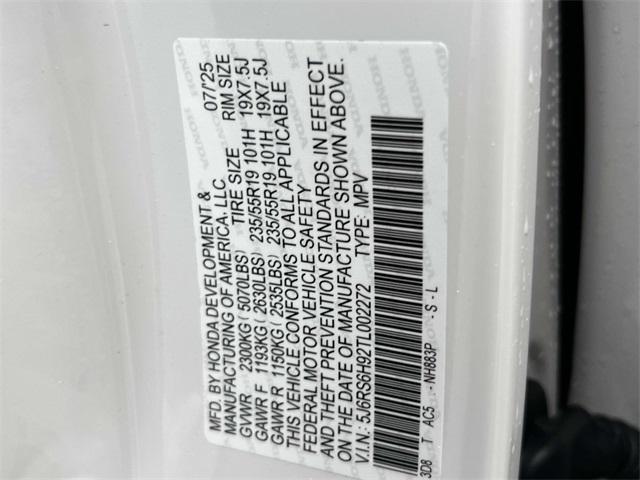 MFD. BY HONDA DEVELOPMENT & 07/'25
MANUFACTURING OF AMERICA, LLC. RIM SIZE
TIRE SIZE
GVWR 2300KG (5070LBS)
GAWR F 1193KG (2630LBS) 235/55R19 101H 19X7.5J
GAWR R 1150KG (2535LBS) 235/55R19 101H 19X7.5J
THIS VEHICLE CONFORMS TO ALL APPLICABLE
FEDERAL MOTOR VEHICLE SAFETY
AND THEFT PREVENTION STANDARDS IN EFFECT
ON THE DATE OF MANUFACTURE SHOWN ABOVE.
V.I.N: 5J6RS6H92TL002272 TYPE: MPV
3D8 T AC5 - NH883P - S - L
HONDA